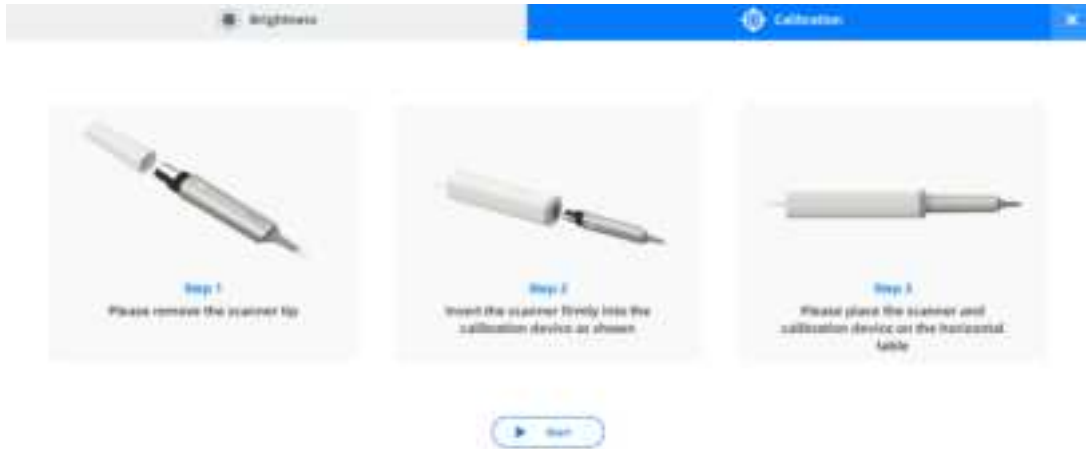 Brightness
Calibration
Step 1
Please remove the scanner tip
Step 2
Insert the scanner firmly into the
calibration device as shown
Step 3
Please place the scanner and
calibration device on the horizontal
table
Start